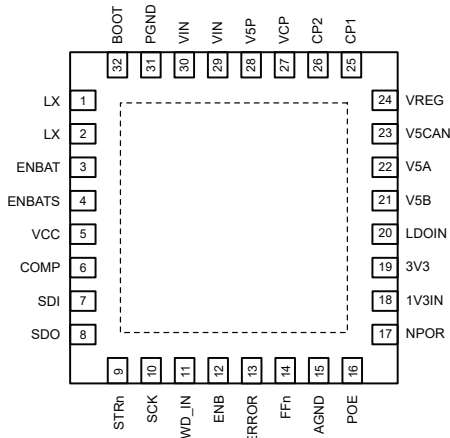 BOOT
PGND
VIN
VIN
V5P
VCP
CP2
CP1
32
31
30
29
28
27
26
25
LX 1
LX 2
ENBAT 3
ENBATS 4
VCC 5
COMP 6
SDI 7
SDO 8
24 VREG
23 V5CAN
22 V5A
21 V5B
20 LDOIN
19 3V3
18 1V3IN
17 NPOR
9
10
11
12
13
14
15
16
STRn
SCK
WD_IN
ENB
ERROR
FFn
AGND
POE